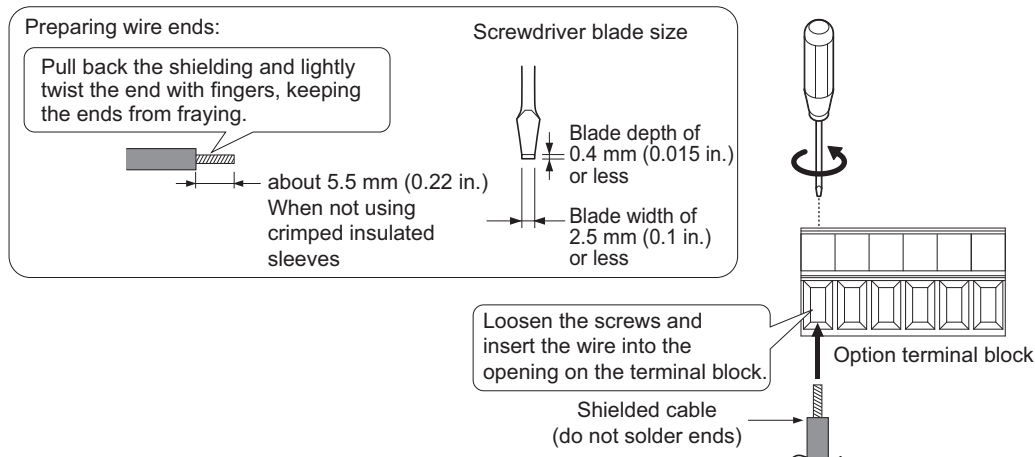 Preparing wire ends:
Pull back the shielding and lightly
twist the end with fingers, keeping
the ends from fraying.
about 5.5 mm (0.22 in.)
When not using
crimped insulated
sleeves
Screwdriver blade size
Blade depth of
0.4 mm (0.015 in.)
or less
Blade width of
2.5 mm (0.1 in.)
or less
Loosen the screws and
insert the wire into the
opening on the terminal block.
Option terminal block
Shielded cable
(do not solder ends)